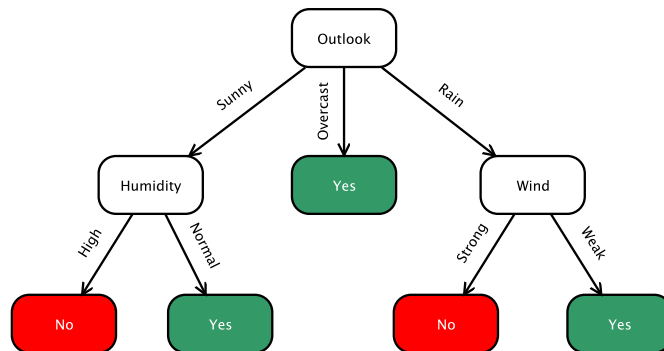 Outlook
Sunny
Overcast
Rain
Humidity
Yes
Wind
High
Normal
Strong
Weak
No
Yes
No
Yes